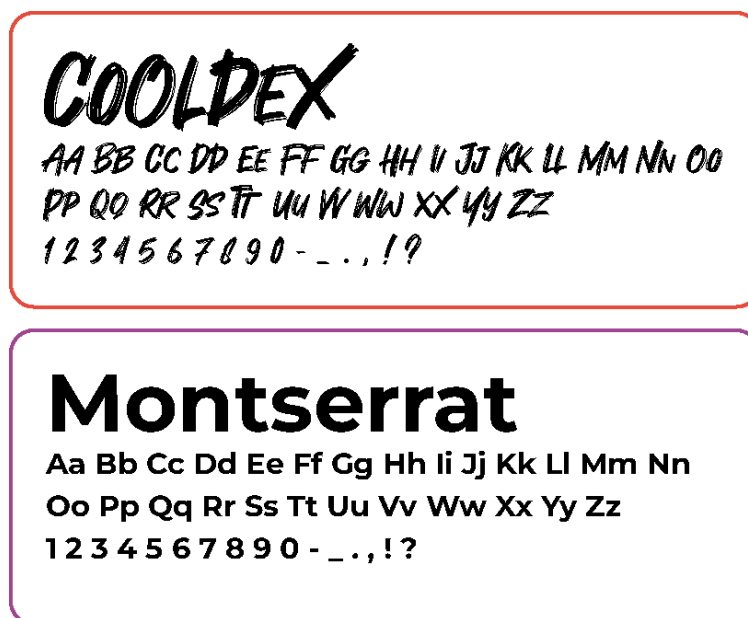 COOLDEX
AA BB CC DD EE FF GG HH II JJ KK LL MM NN OO
PP QQ RR SS TT UU VV WW XX YY ZZ
1 2 3 4 5 6 7 8 9 0 - _ . , ! ?
Montserrat
Aa Bb Cc Dd Ee Ff Gg Hh Ii Jj Kk Ll Mm Nn
Oo Pp Qq Rr Ss Tt Uu Vv Ww Xx Yy Zz
1 2 3 4 5 6 7 8 9 0 - _ . , ! ?